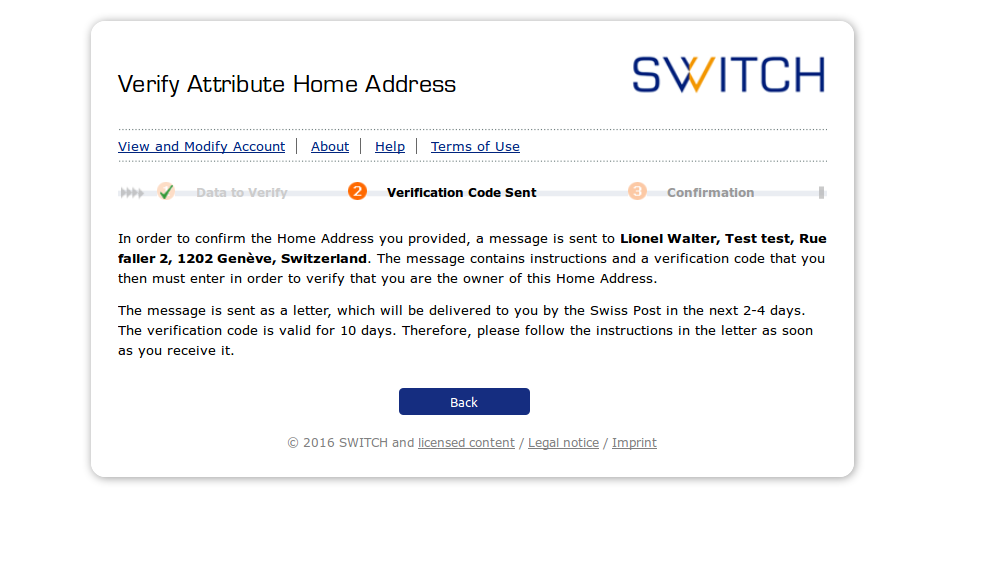 Verify Attribute Home Address
SWITCH
View and Modify Account | About | Help | Terms of Use
Data to Verify 2 Verification Code Sent 3 Confirmation
In order to confirm the Home Address you provided, a message is sent to Lionel Walter, Test test, Rue
faller 2, 1202 Genève, Switzerland. The message contains instructions and a verification code that you
then must enter in order to verify that you are the owner of this Home Address.
The message is sent as a letter, which will be delivered to you by the Swiss Post in the next 2-4 days.
The verification code is valid for 10 days. Therefore, please follow the instructions in the letter as soon
as you receive it.
Back
© 2016 SWITCH and licensed content / Legal notice / Imprint